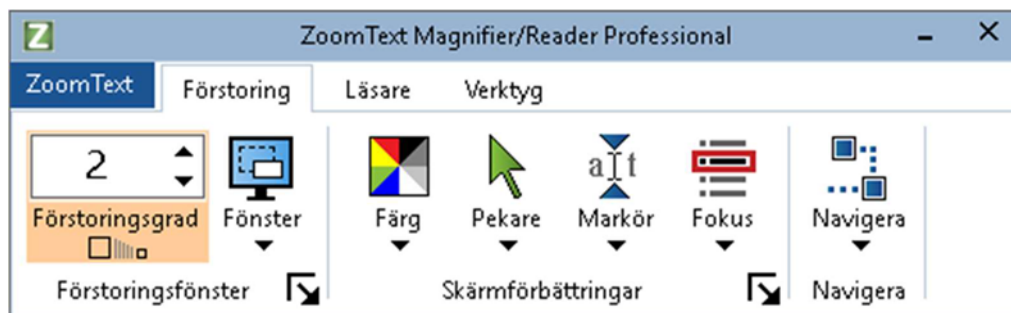 ZoomText Magnifier/Reader Professional
ZoomText Förstoring Läsare Verktyg
2
Förstoringsgrad Fönster Färg Pekare Markör Fokus Navigera
Förstoringsfönster Skärmförbättringar Navigera